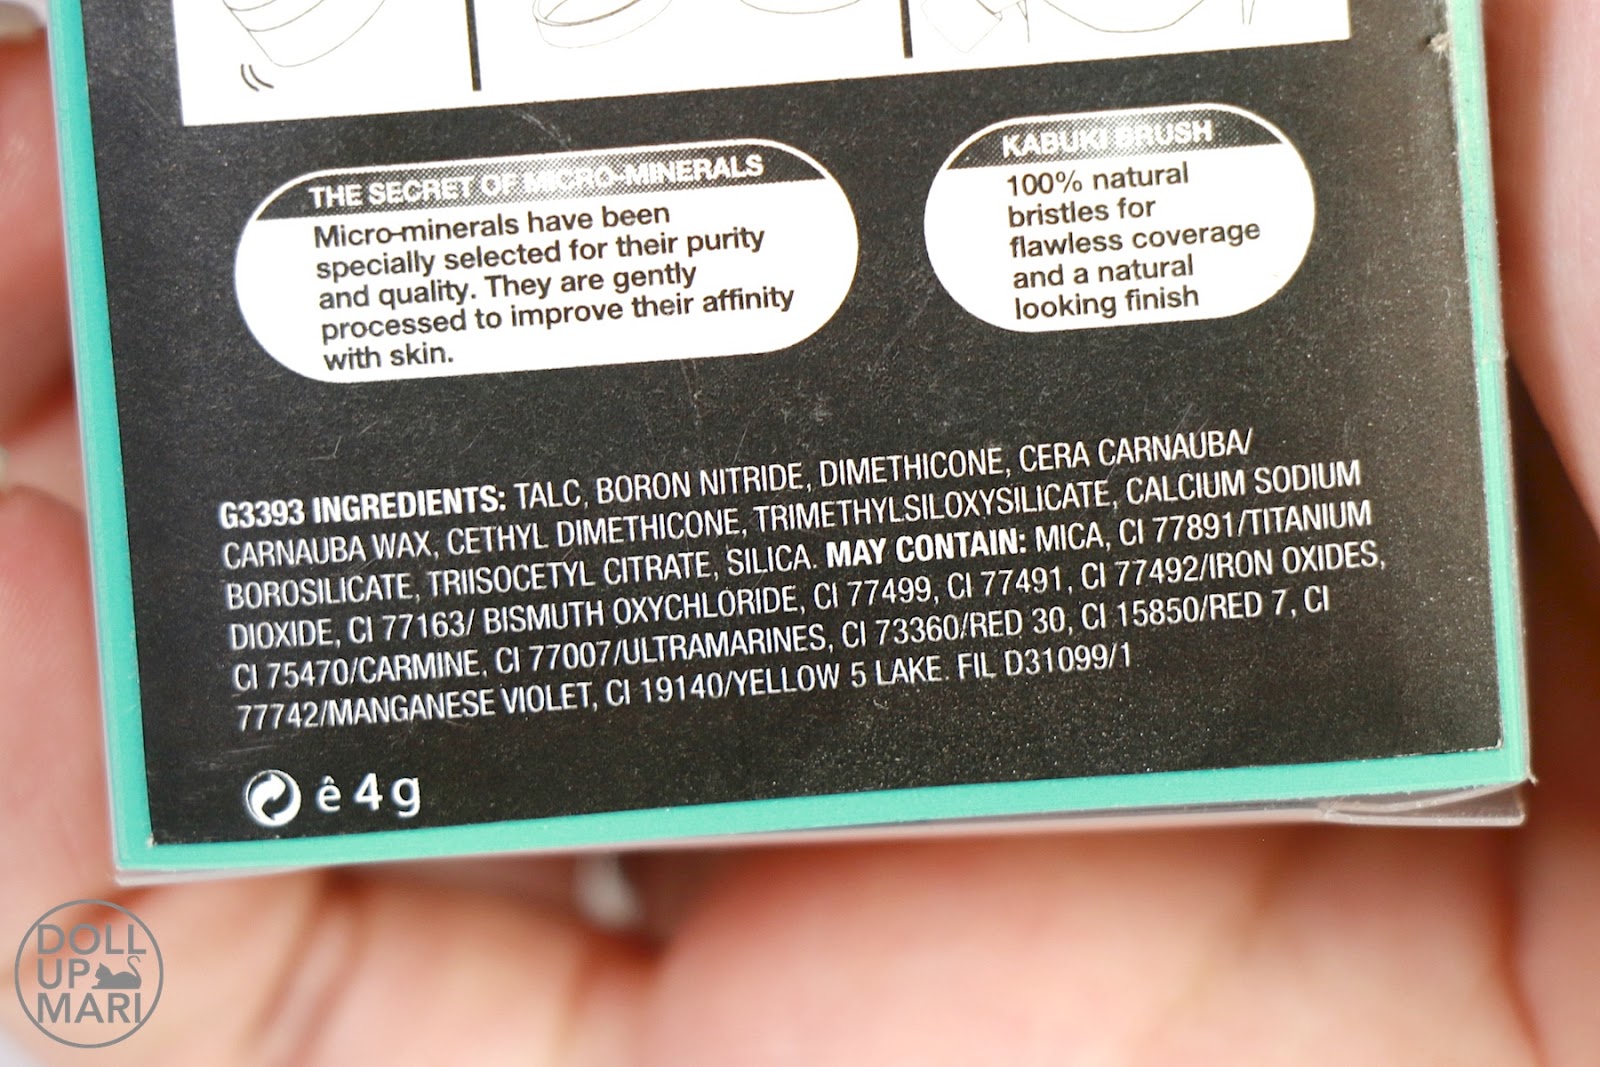 THE SECRET OF MICRO-MINERALS
Micro-minerals have been
specially selected for their purity
and quality. They are gently
processed to improve their affinity
with skin.
KABUKI BRUSH
100% natural
bristles for
flawless coverage
and a natural
looking finish
G3393 INGREDIENTS: TALC, BORON NITRIDE, DIMETHICONE, CERA CARNAUBA/
CARNAUBA WAX, CETHYL DIMETHICONE, TRIMETHYLSILOXYSILICATE, CALCIUM SODIUM
BOROSILICATE, TRIISOCETYL CITRATE, SILICA. MAY CONTAIN: MICA, CI 77891/TITANIUM
DIOXIDE, CI 77163/ BISMUTH OXYCHLORIDE, CI 77499, CI 77491, CI 77492/IRON OXIDES,
CI 75470/CARMINE, CI 77007/ULTRAMARINES, CI 73360/RED 30, CI 15850/RED 7, CI
77742/MANGANESE VIOLET, CI 19140/YELLOW 5 LAKE. FIL D31099/1
ê 4 g
DOLL
UP
MARI